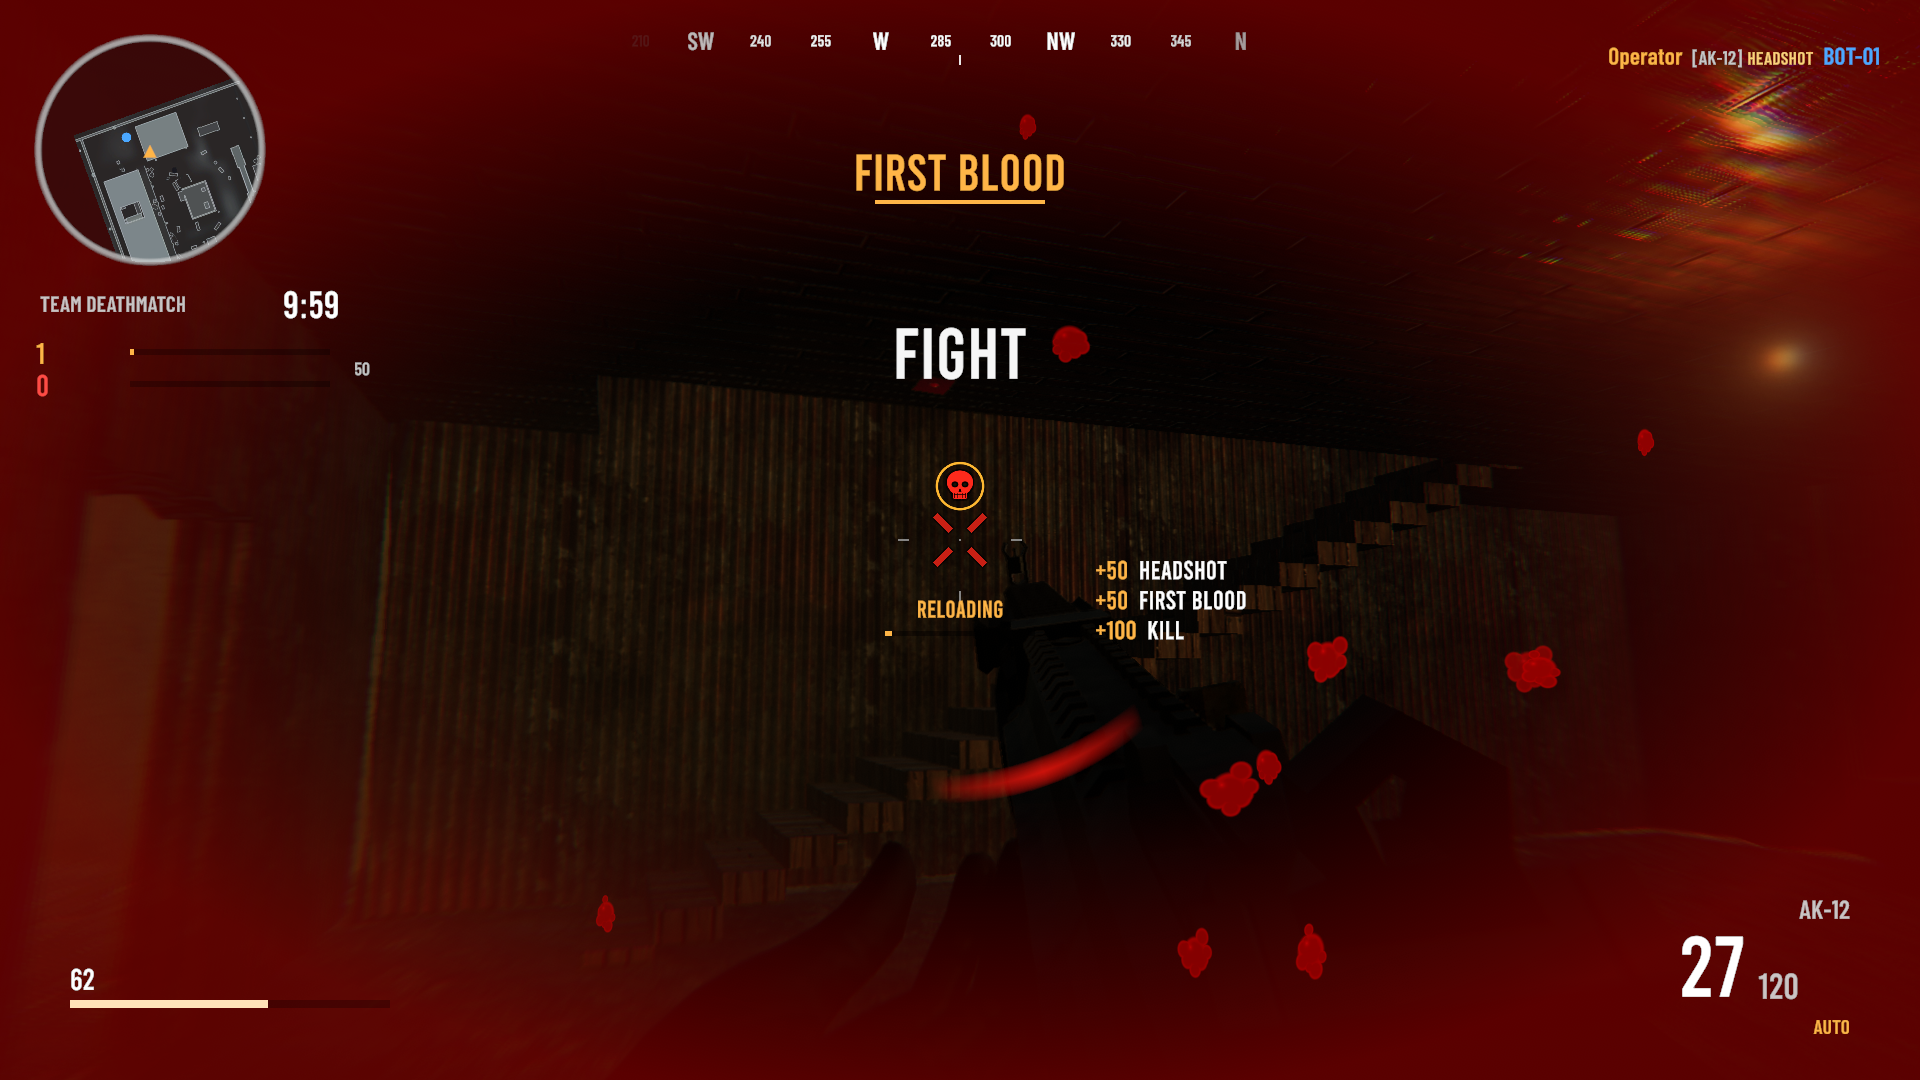 210 SW 240 255 W 285 300 NW 330 345 N
Operator [AK-12] HEADSHOT BOT-01
FIRST BLOOD
TEAM DEATHMATCH 9:59
1
50
0
FIGHT
RELOADING
+50 HEADSHOT
+50 FIRST BLOOD
+100 KILL
AK-12
27 120
AUTO
62